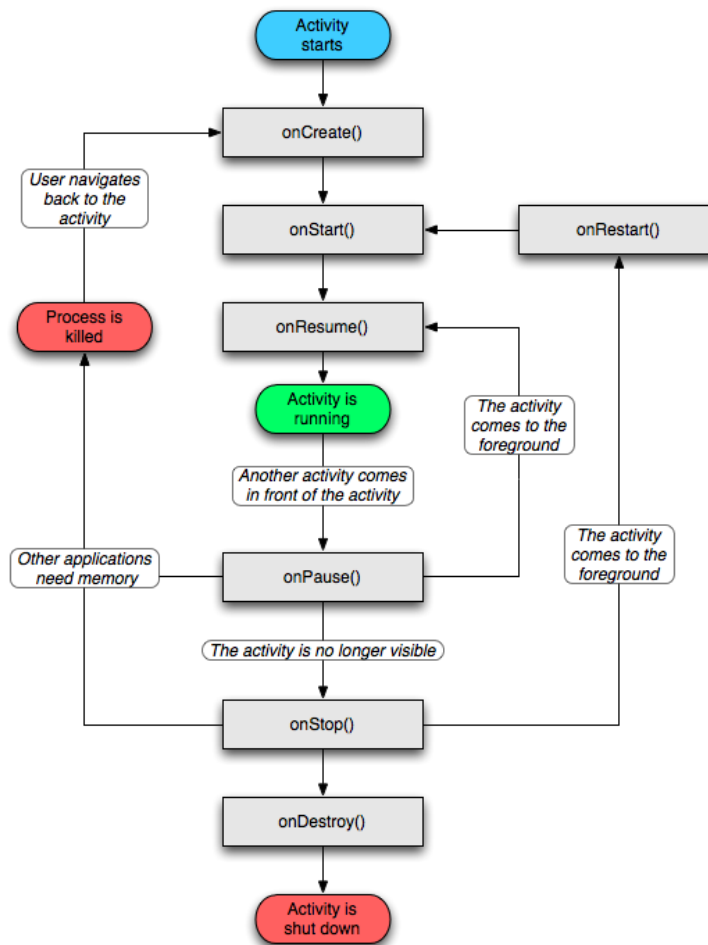 Activity
starts
onCreate()
User navigates
back to the
activity
onStart()
onRestart()
Process is
killed
onResume()
Activity is
running
The activity
comes to the
foreground
Another activity comes
in front of the activity
The activity
comes to the
foreground
Other applications
need memory
onPause()
The activity is no longer visible
onStop()
onDestroy()
Activity is
shut down